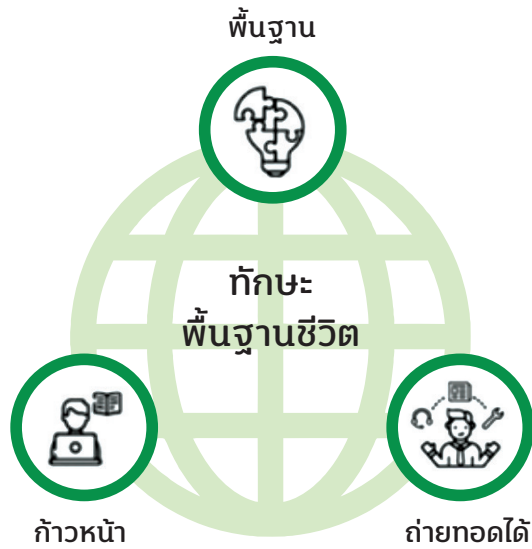 พื้นฐาน
ทักษะ
พื้นฐานชีวิต
ก้าวหน้า
ถ่ายทอดได้